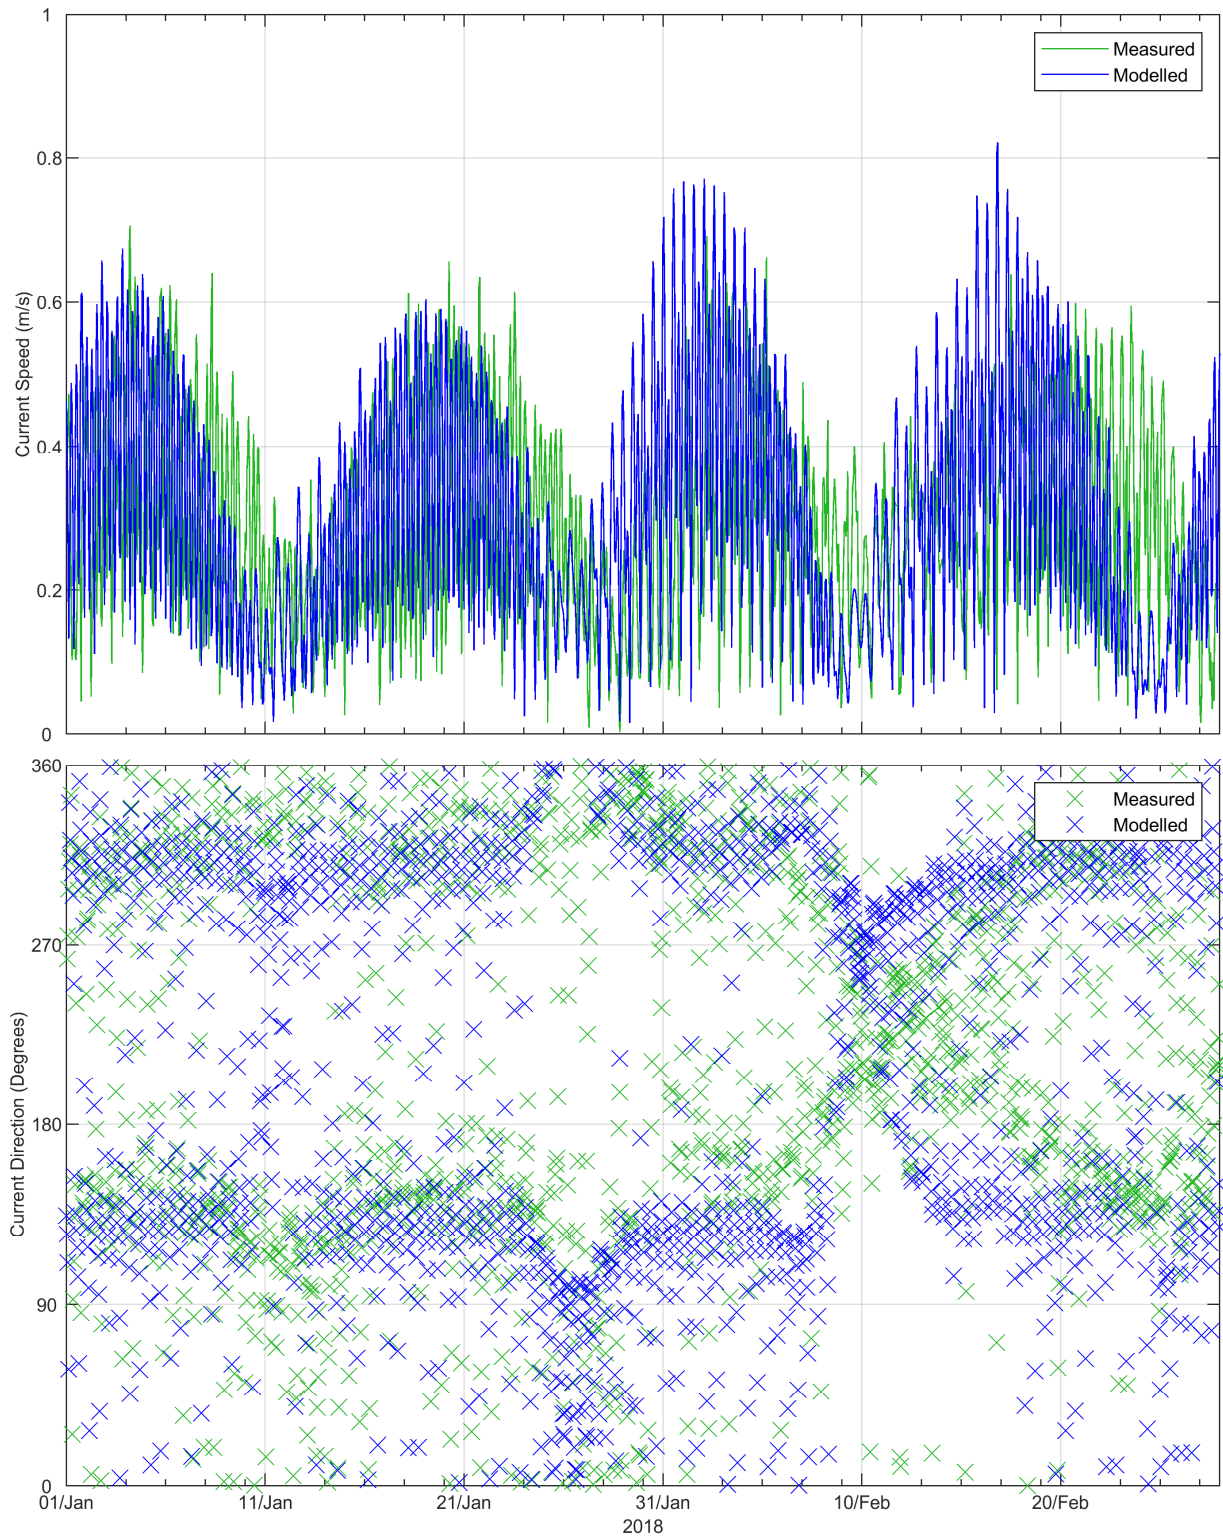 1
0.8
0.6
0.4
0.2
0
Current Speed (m/s)
Measured
Modelled
360
270
180
90
0
Current Direction (Degrees)
Measured
Modelled
01/Jan 11/Jan 21/Jan 31/Jan 10/Feb 20/Feb
2018